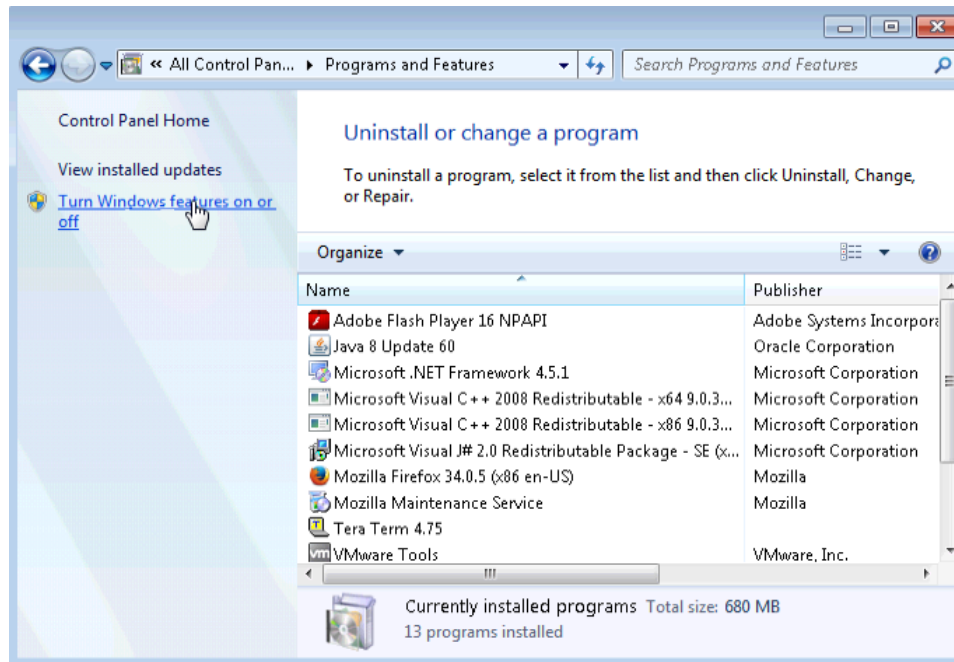 « All Control Pan... ▸ Programs and Features
Search Programs and Features
Control Panel Home
View installed updates
Turn Windows features on or
off
Uninstall or change a program
To uninstall a program, select it from the list and then click Uninstall, Change,
or Repair.
Organize
Name Publisher
Adobe Flash Player 16 NPAPI Adobe Systems Incorpora
Java 8 Update 60 Oracle Corporation
Microsoft .NET Framework 4.5.1 Microsoft Corporation
Microsoft Visual C++ 2008 Redistributable - x64 9.0.3... Microsoft Corporation
Microsoft Visual C++ 2008 Redistributable - x86 9.0.3... Microsoft Corporation
Microsoft Visual J# 2.0 Redistributable Package - SE (x... Microsoft Corporation
Mozilla Firefox 34.0.5 (x86 en-US) Mozilla
Mozilla Maintenance Service Mozilla
Tera Term 4.75
VMware Tools VMware, Inc.
Currently installed programs Total size: 680 MB
13 programs installed